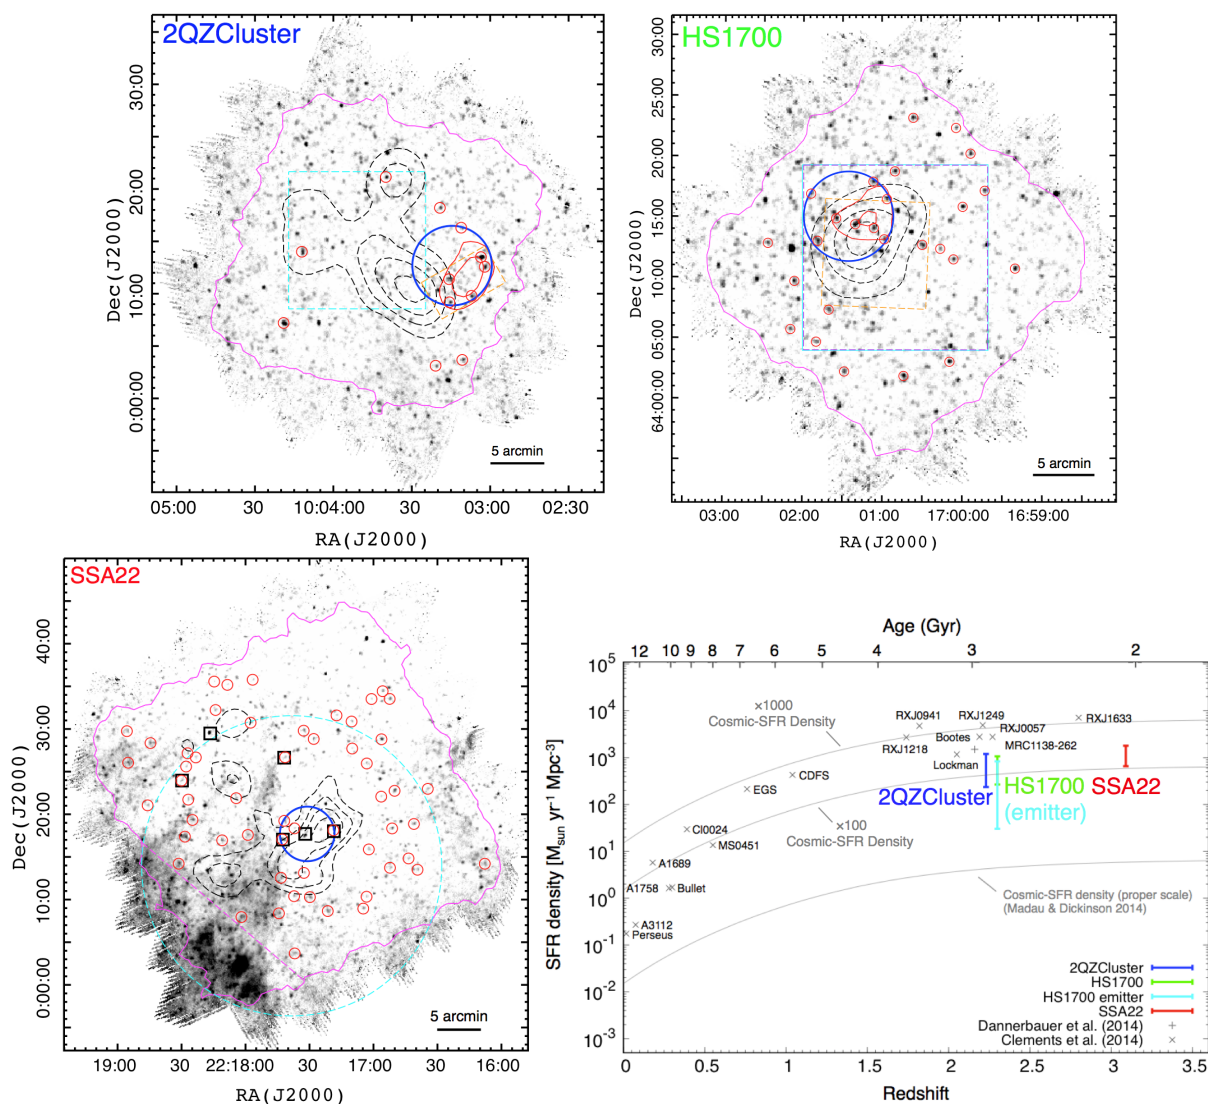 2QZCluster
30:00
20:00
10:00
0:00:00
Dec(J2000)
5 arcmin
05:00 30 10:04:00 30 03:00 02:30
RA(J2000)
HS1700
30:00
25:00
20:00
15:00
10:00
05:00
64:00:00
Dec(J2000)
5 arcmin
03:00 02:00 01:00 17:00:00 16:59:00
RA(J2000)
SSA22
40:00
30:00
20:00
10:00
0:00:00
Dec(J2000)
5 arcmin
19:00 30 22:18:00 30 17:00 30 16:00
RA(J2000)
Age (Gyr)
12 10 9 8 7 6 5 4 3 2
10^5
10^4
10^3
10^2
10^1
10^0
10^-1
10^-2
10^-3
SFR density [M_sun yr^-1 Mpc^-3]
×1000
Cosmic-SFR Density
RXJ0941
RXJ1249
RXJ0057
RXJ1633
RXJ1218
Bootes
MRC1138-262
Lockman
CDFS
EGS
2QZCluster
HS1700
SSA22
(emitter)
×100
Cosmic-SFR Density
Cl0024
MS0451
A1689
A1758
Bullet
A3112
Perseus
Cosmic-SFR density (proper scale)
(Madau & Dickinson 2014)
2QZCluster
HS1700
HS1700 emitter
SSA22
Dannerbauer et al. (2014)
Clements et al. (2014)
0 0.5 1 1.5 2 2.5 3 3.5
Redshift